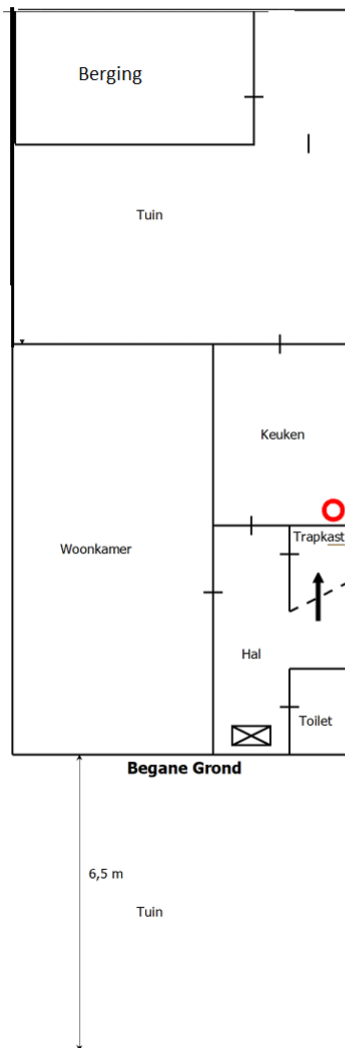 Berging
Tuin
Keuken
Trapkast
Woonkamer
Hal
Toilet
Begane Grond
6,5 m
Tuin